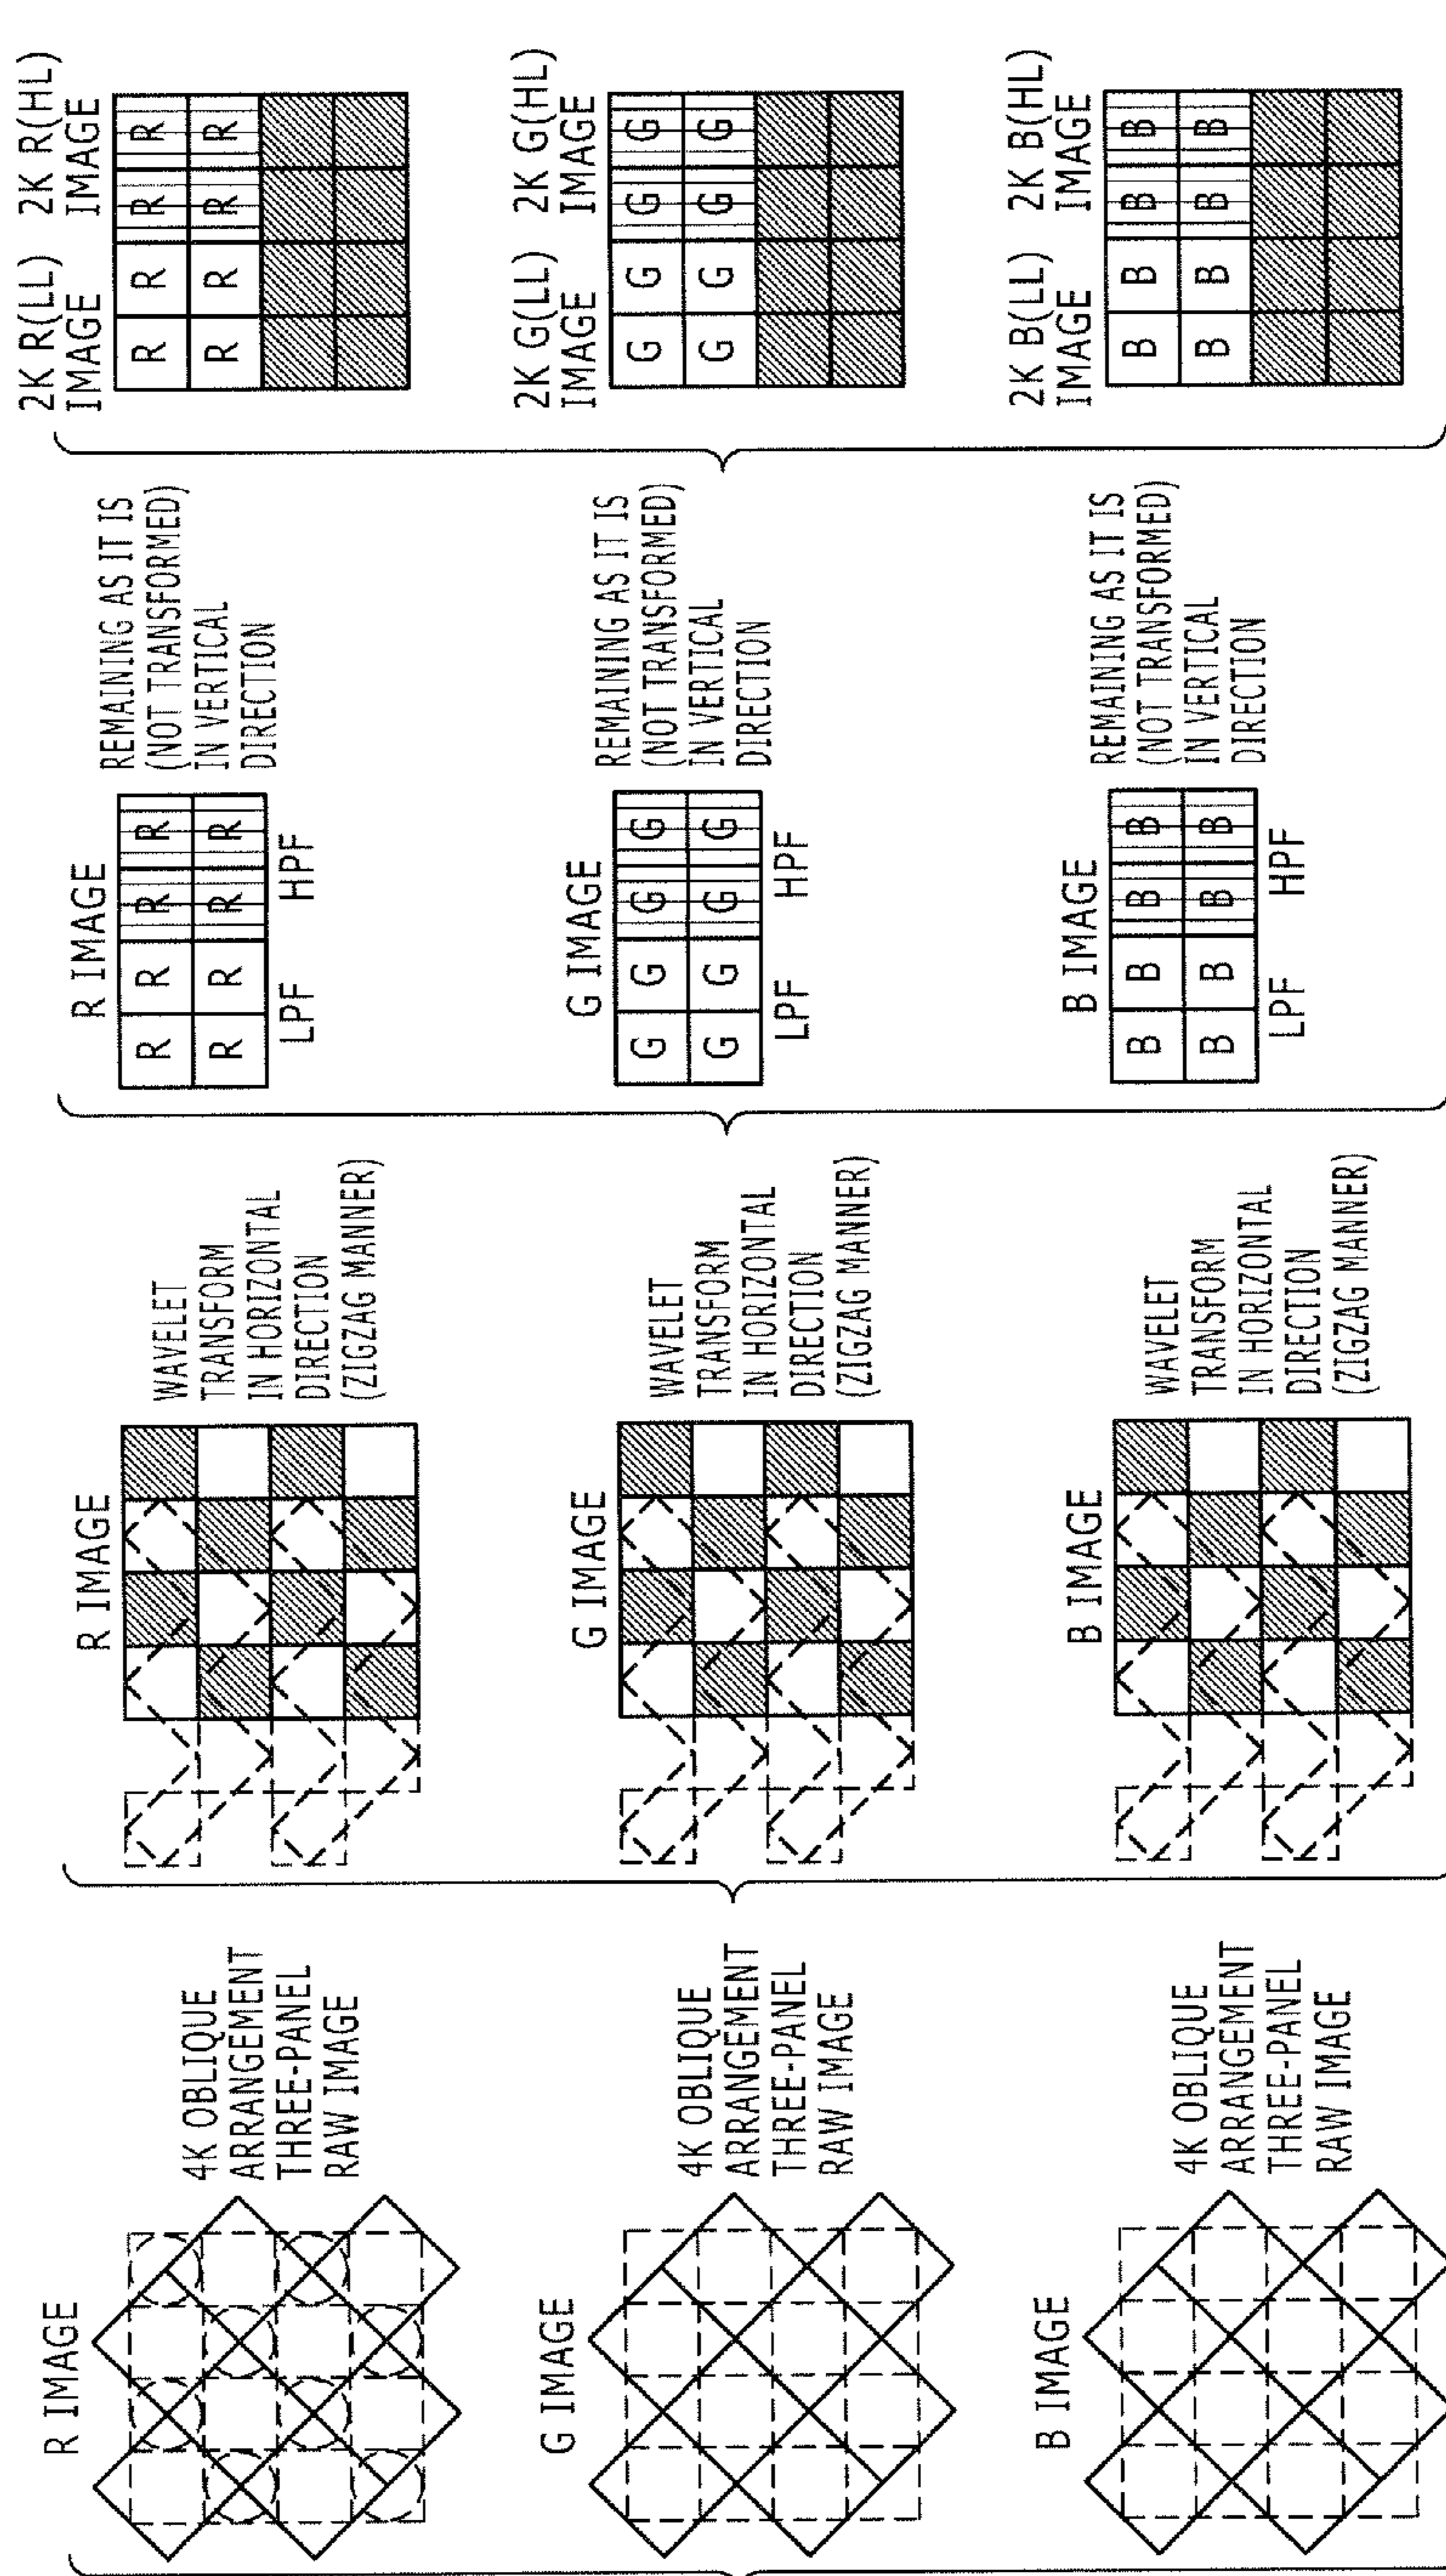 R IMAGE
4K OBLIQUE
ARRANGEMENT
THREE-PANEL
RAW IMAGE
G IMAGE
4K OBLIQUE
ARRANGEMENT
THREE-PANEL
RAW IMAGE
B IMAGE
4K OBLIQUE
ARRANGEMENT
THREE-PANEL
RAW IMAGE
R IMAGE
WAVELET
TRANSFORM
IN HORIZONTAL
DIRECTION
(ZIGZAG MANNER)
G IMAGE
WAVELET
TRANSFORM
IN HORIZONTAL
DIRECTION
(ZIGZAG MANNER)
B IMAGE
WAVELET
TRANSFORM
IN HORIZONTAL
DIRECTION
(ZIGZAG MANNER)
R IMAGE
R R R R
R R R R
LPF HPF
REMAINING AS IT IS
(NOT TRANSFORMED)
IN VERTICAL
DIRECTION
G IMAGE
G G G G
G G G G
LPF HPF
REMAINING AS IT IS
(NOT TRANSFORMED)
IN VERTICAL
DIRECTION
B IMAGE
B B B B
B B B B
LPF HPF
REMAINING AS IT IS
(NOT TRANSFORMED)
IN VERTICAL
DIRECTION
2K R(LL) 2K R(HL)
IMAGE IMAGE
R R R R
R R R R
2K G(LL) 2K G(HL)
IMAGE IMAGE
G G G G
G G G G
2K B(LL) 2K B(HL)
IMAGE IMAGE
B B B B
B B B B